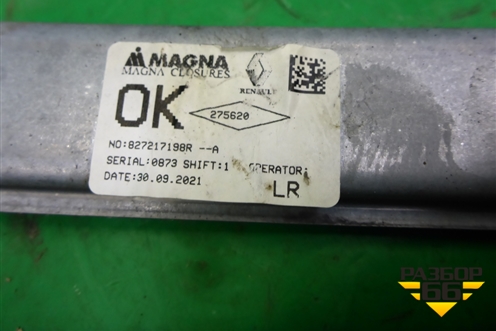 MAGNA
MAGNA CLOSURES
RENAULT
OK
275620
NO:827217198R --A
SERIAL:0873 SHIFT:1 OPERATOR:
DATE:30.09.2021
LR
РАЗБОР
66